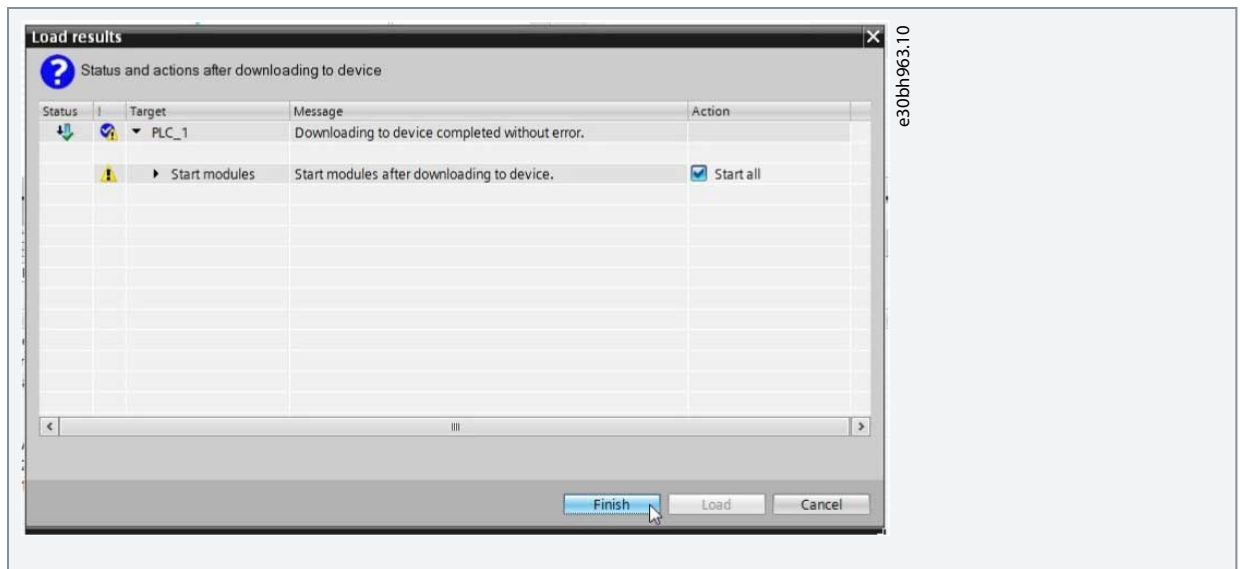 Load results
Status and actions after downloading to device
Status ! Target Message Action
PLC_1 Downloading to device completed without error.
Start modules Start modules after downloading to device. Start all
Finish Load Cancel
e30bh963.10